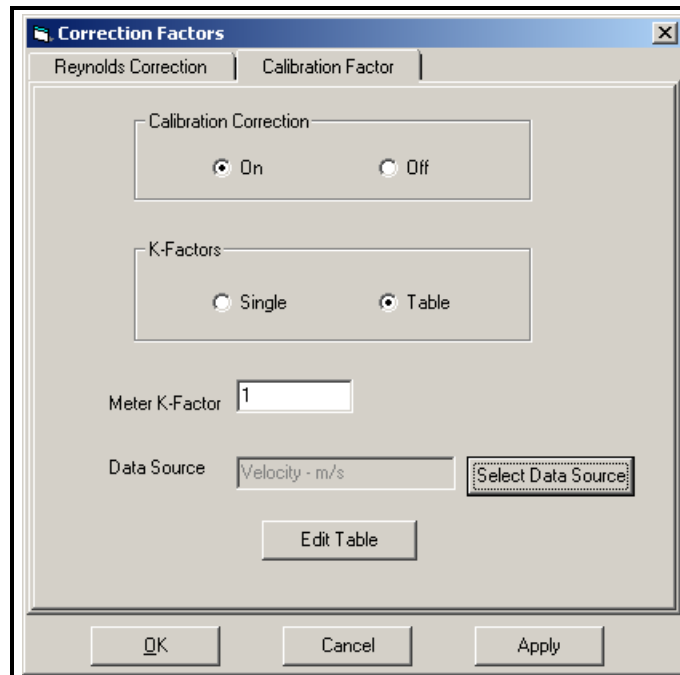 Correction Factors
Reynolds Correction Calibration Factor
Calibration Correction
On Off
K-Factors
Single Table
Meter K-Factor 1
Data Source Velocity - m/s Select Data Source
Edit Table
OK Cancel Apply